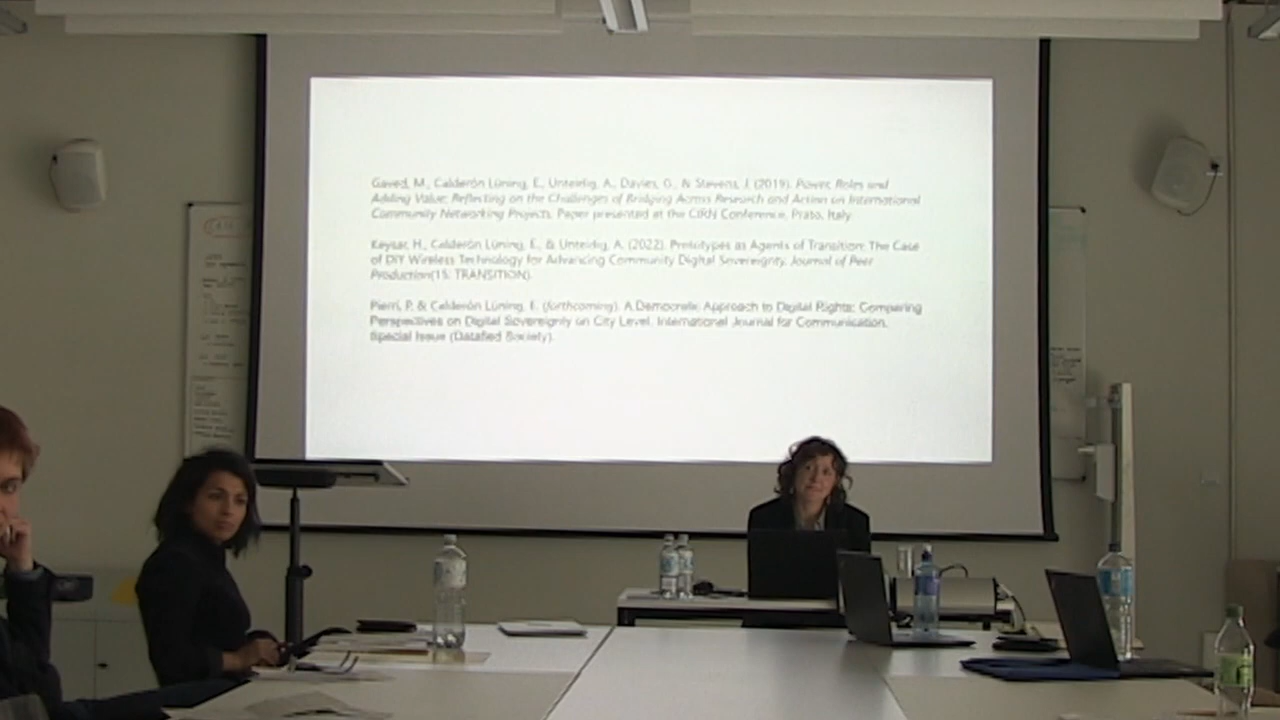 Gaved, M., Calderón Lüning, E., Unteidig, A., Davies, G., & Stevens, J. (2019). Power, Roles and
Adding Value: Reflecting on the Challenges of Bridging Across Research and Action on International
Community Networking Projects. Paper presented at the CIRN Conference, Prato, Italy
Keysar, H., Calderón Lüning, E., & Unteidig, A. (2022). Prototypes as Agents of Transition: The Case
of DIY Wireless Technology for Advancing Community Digital Sovereignty. Journal of Peer
Production(15: TRANSITION).
Pierri, P. & Calderón Lüning, E. (forthcoming). A Democratic Approach to Digital Rights: Comparing
Perspectives on Digital Sovereignty on City Level. International Journal for Communication,
Special Issue (Datafied Society).